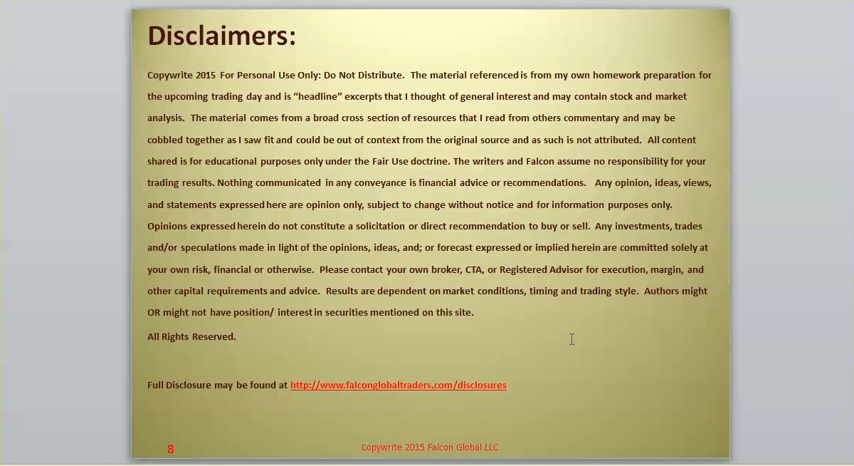 Disclaimers:
Copywrite 2015 For Personal Use Only: Do Not Distribute. The material referenced is from my own homework preparation for
the upcoming trading day and is “headline” excerpts that I thought of general interest and may contain stock and market
analysis. The material comes from a broad cross section of resources that I read from others commentary and may be
cobbled together as I saw fit and could be out of context from the original source and as such is not attributed. All content
shared is for educational purposes only under the Fair Use doctrine. The writers and Falcon assume no responsibility for your
trading results. Nothing communicated in any conveyance is financial advice or recommendations. Any opinion, ideas, views,
and statements expressed here are opinion only, subject to change without notice and for information purposes only.
Opinions expressed herein do not constitute a solicitation or direct recommendation to buy or sell. Any investments, trades
and/or speculations made in light of the opinions, ideas, and; or forecast expressed or implied herein are committed solely at
your own risk, financial or otherwise. Please contact your own broker, CTA, or Registered Advisor for execution, margin, and
other capital requirements and advice. Results are dependent on market conditions, timing and trading style. Authors might
OR might not have position/ interest in securities mentioned on this site.
All Rights Reserved.
Full Disclosure may be found at http://www.falconglobaltraders.com/disclosures
8
Copywrite 2015 Falcon Global LLC